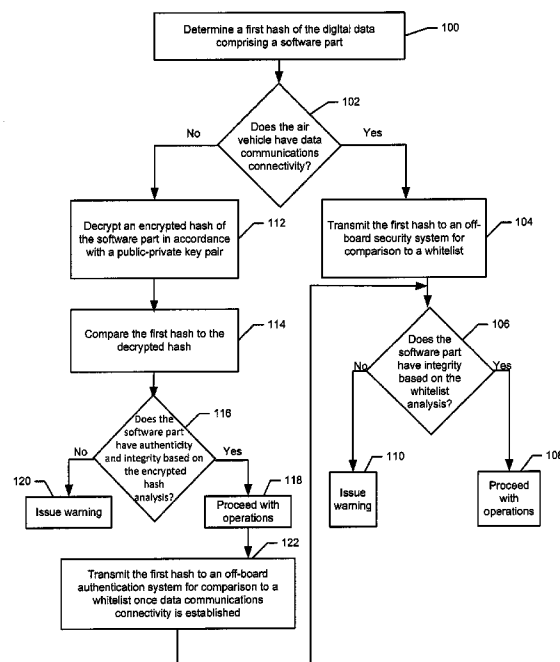 Determine a first hash of the digital data
comprising a software part
100
102
Does the air
vehicle have data
communications
connectivity?
No
Yes
Decrypt an encrypted hash of
the software part in accordance
with a public-private key pair
112
Transmit the first hash to an off-
board security system for
comparison to a whitelist
104
Compare the first hash to the
decrypted hash
114
106
Does the
software part
have integrity
based on the
whitelist
analysis?
No
Yes
116
Does the
software part
have authenticity
and integrity based on
the encrypted
hash
analysis?
No
Yes
110
Issue
warning
108
Proceed with
operations
120
Issue warning
118
Proceed with
operations
122
Transmit the first hash to an off-board
authentication system for comparison to a
whitelist once data communications
connectivity is established